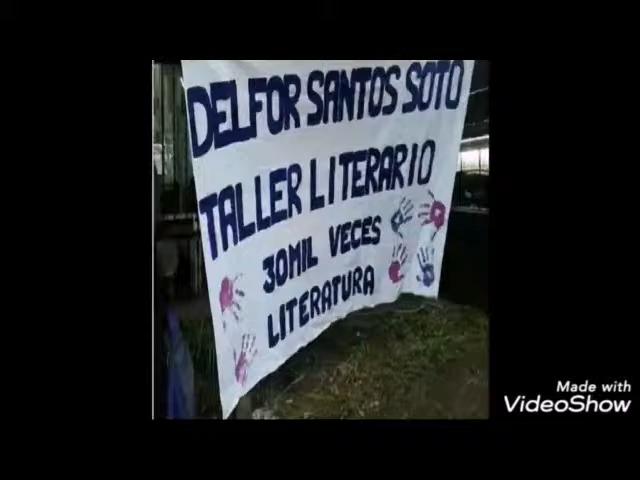 DELFOR SANTOS SOTO
TALLER LITERARIO
30MIL VECES
LITERATURA
Made with
VideoShow